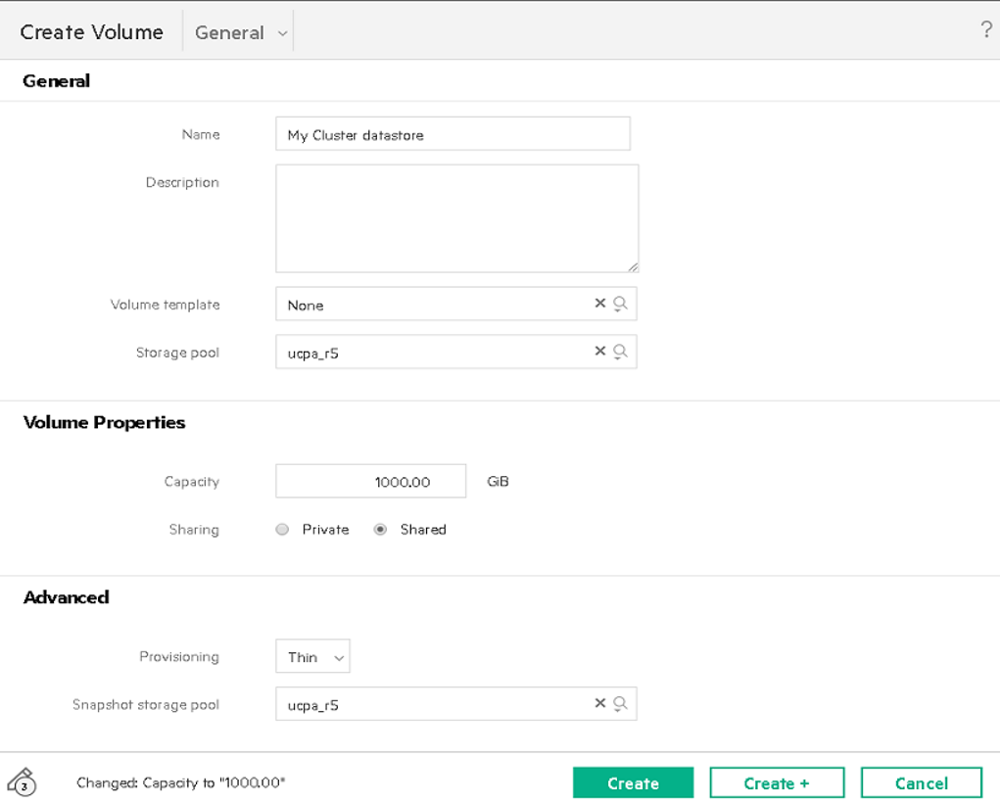 Create Volume General ?
General
Name My Cluster datastore
Description
Volume template None
Storage pool ucpa_r5
Volume Properties
Capacity 1000.00 GiB
Sharing Private Shared
Advanced
Provisioning Thin
Snapshot storage pool ucpa_r5
3 Changed: Capacity to "1000.00" Create Create + Cancel